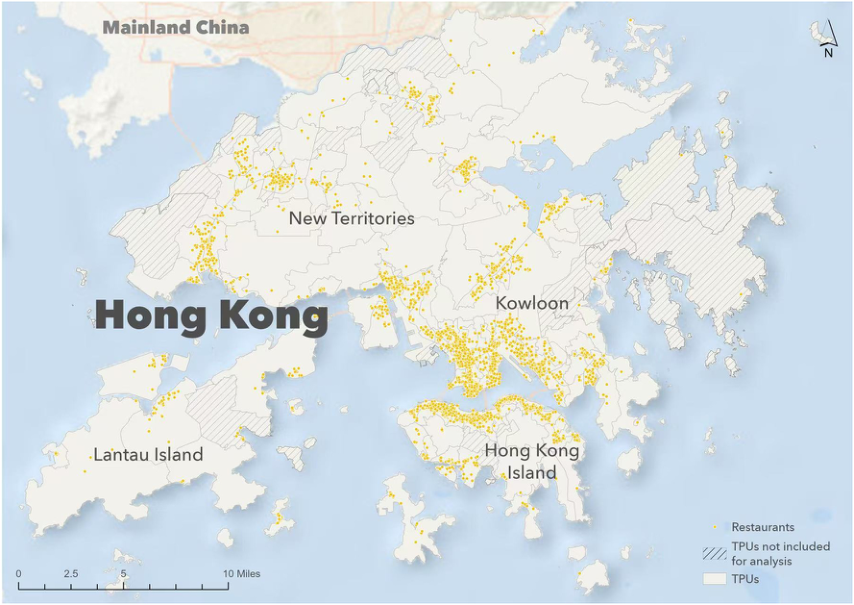 Mainland China
N
New Territories
Kowloon
Hong Kong
Lantau Island
Hong Kong
Island
Restaurants
TPUs not included
for analysis
TPUs
0 2.5 5 10 Miles